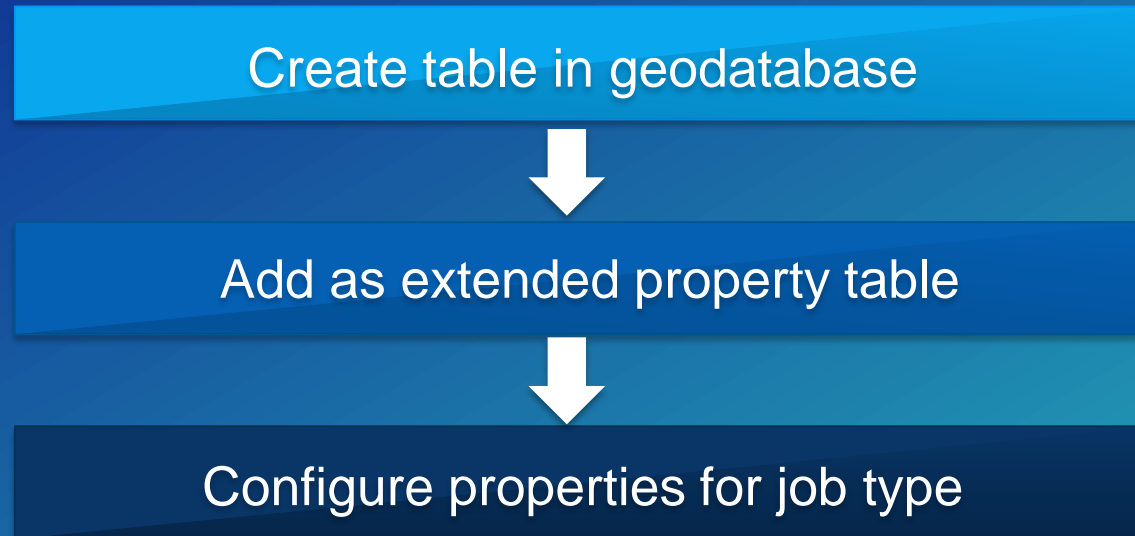 Create table in geodatabase
Add as extended property table
Configure properties for job type